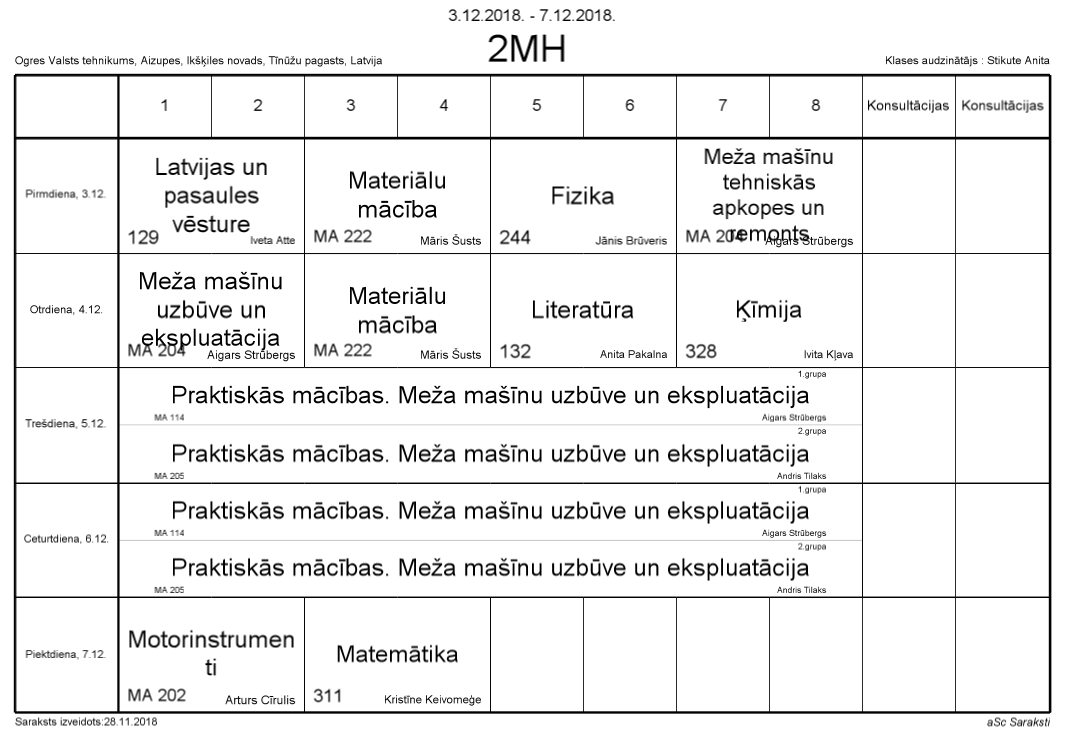 3.12.2018. - 7.12.2018.
2MH
Ogres Valsts tehnikums, Aizupes, Ikšķiles novads, Tīnūžu pagasts, Latvija
Klases audzinātājs : Stikute Anita
1 2 3 4 5 6 7 8 Konsultācijas Konsultācijas
Pirmdiena, 3.12.
Latvijas un
pasaules
vēsture
129 Iveta Atte
Materiālu
mācība
MA 222 Māris Šusts
Fizika
244 Jānis Brūveris
Meža mašīnu
tehniskās
apkopes un
remonts
MA 204 Aigars Strūbergs
Otrdiena, 4.12.
Meža mašīnu
uzbūve un
ekspluatācija
MA 204 Aigars Strūbergs
Materiālu
mācība
MA 222 Māris Šusts
Literatūra
132 Anita Pakalna
Ķīmija
328 Ivita Kļava
Trešdiena, 5.12.
1.grupa
Praktiskās mācības. Meža mašīnu uzbūve un ekspluatācija
MA 114 Aigars Strūbergs
2.grupa
Praktiskās mācības. Meža mašīnu uzbūve un ekspluatācija
MA 205 Andris Tilaks
Ceturtdiena, 6.12.
1.grupa
Praktiskās mācības. Meža mašīnu uzbūve un ekspluatācija
MA 114 Aigars Strūbergs
2.grupa
Praktiskās mācības. Meža mašīnu uzbūve un ekspluatācija
MA 205 Andris Tilaks
Piektdiena, 7.12.
Motorinstrumen
ti
MA 202 Arturs Cīrulis
Matemātika
311 Kristīne Keivomeģe
Saraksts izveidots:28.11.2018
aSc Saraksti